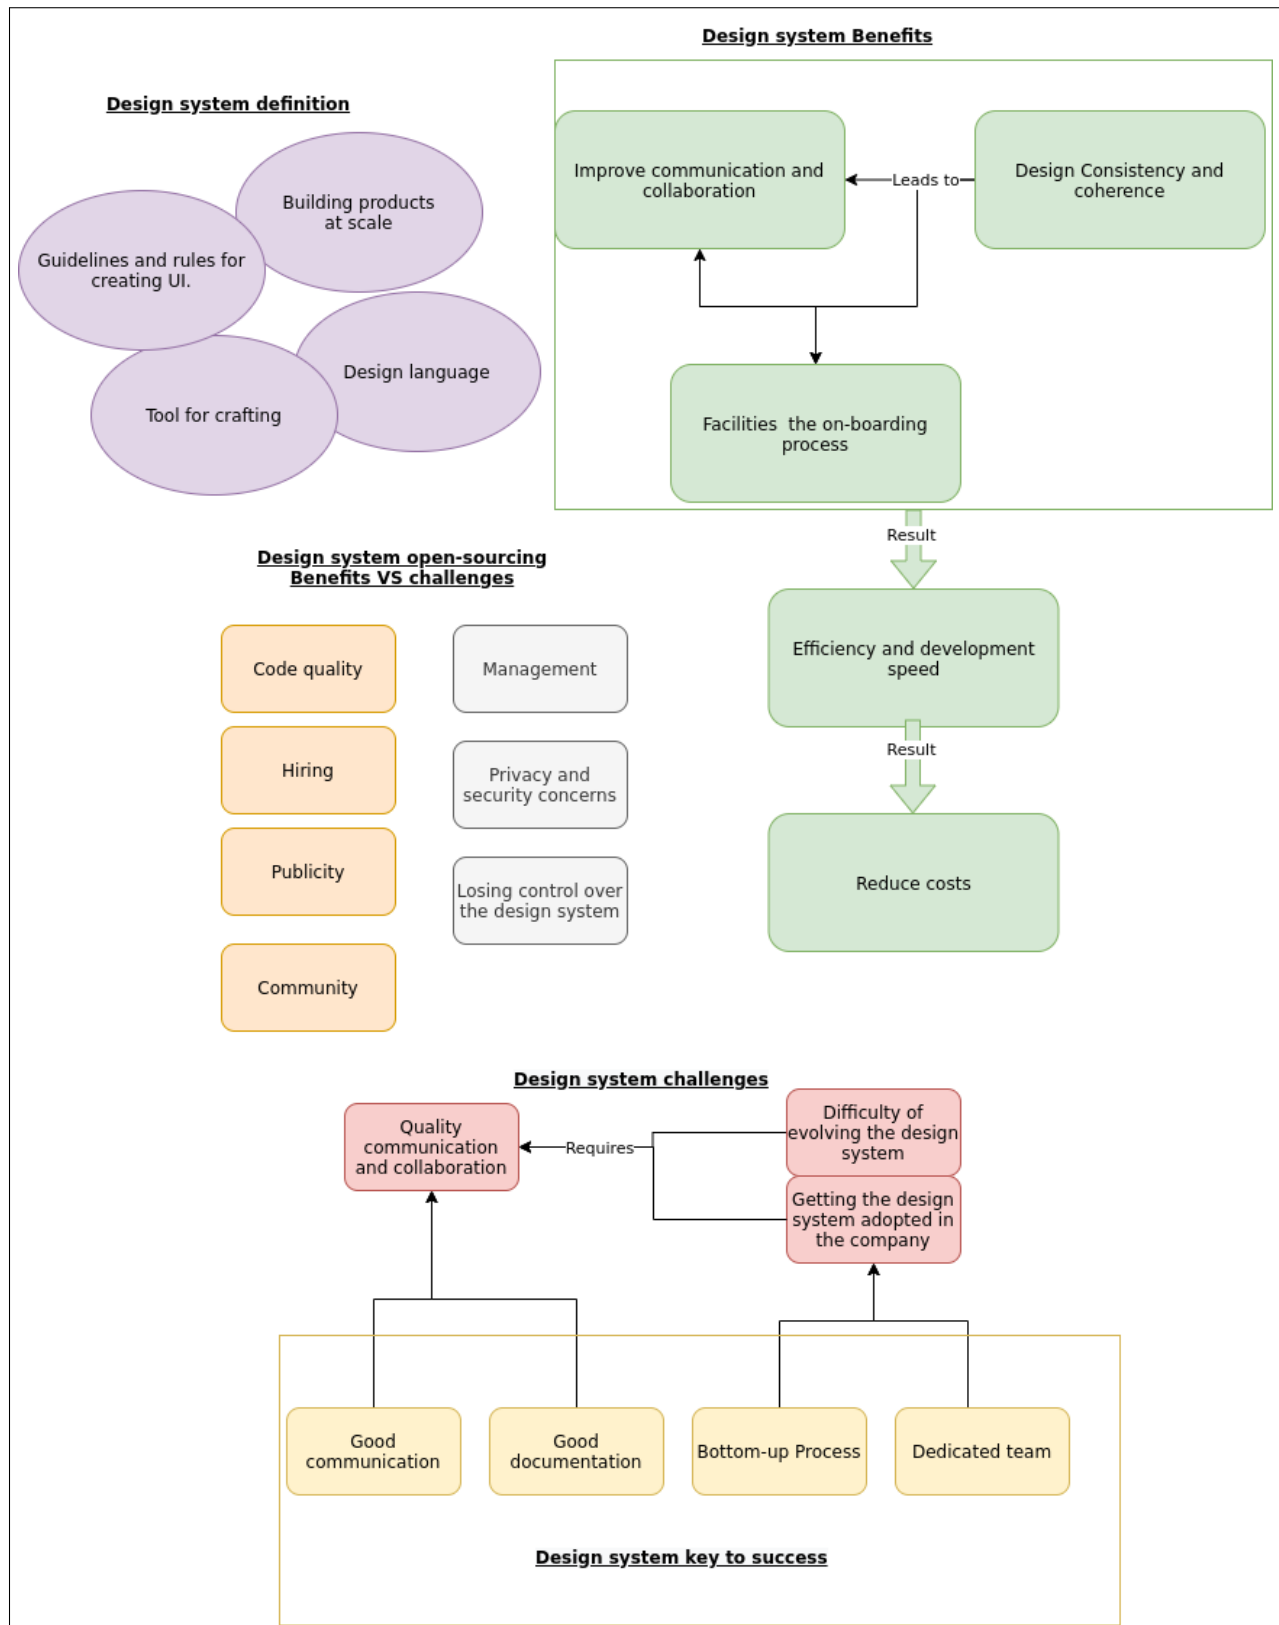 Design system Benefits
Design system definition
Building products
at scale
Guidelines and rules for
creating UI.
Design language
Tool for crafting
Improve communication and
collaboration
Leads to
Design Consistency and
coherence
Facilities  the on-boarding
process
Result
Efficiency and development
speed
Result
Reduce costs
Design system open-sourcing
Benefits VS challenges
Code quality
Management
Hiring
Privacy and
security concerns
Publicity
Losing control over
the design system
Community
Design system challenges
Quality
communication
and collaboration
Requires
Difficulty of
evolving the design
system
Getting the design
system adopted in
the company
Good
communication
Good
documentation
Bottom-up Process
Dedicated team
Design system key to success